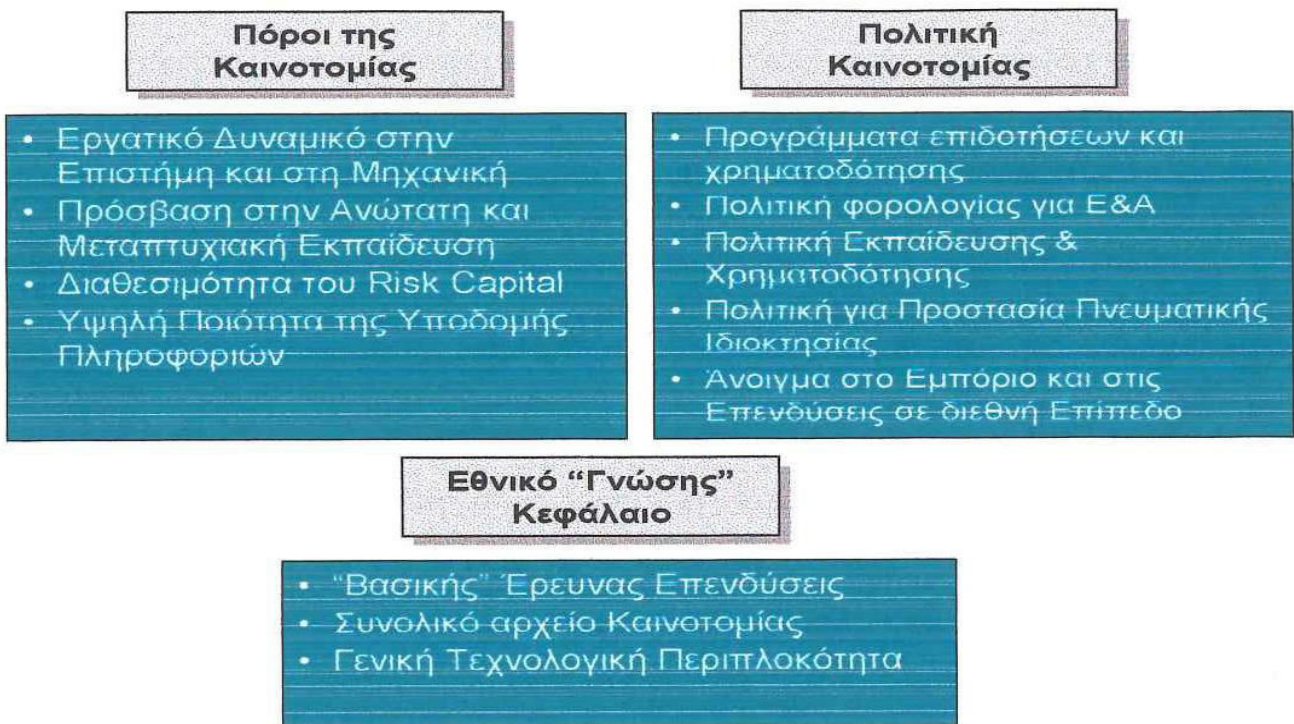 Πόροι της
Καινοτομίας
• Εργατικό Δυναμικό στην
Επιστήμη και στη Μηχανική
• Πρόσβαση στην Ανώτατη και
Μεταπτυχιακή Εκπαίδευση
• Διαθεσιμότητα του Risk Capital
• Υψηλή Ποιότητα της Υποδομής
Πληροφοριών
Πολιτική
Καινοτομίας
• Προγράμματα επιδοτήσεων και
χρηματοδότησης
• Πολιτική φορολογίας για Ε&Α
• Πολιτική Εκπαίδευσης &
Χρηματοδότησης
• Πολιτική για Προστασία Πνευματικής
Ιδιοκτησίας
• Άνοιγμα στο Εμπόριο και στις
Επενδύσεις σε διεθνή Επίπεδο
Εθνικό “Γνώσης”
Κεφάλαιο
• “Βασικής” Έρευνας Επενδύσεις
• Συνολικό αρχείο Καινοτομίας
• Γενική Τεχνολογική Περιπλοκότητα